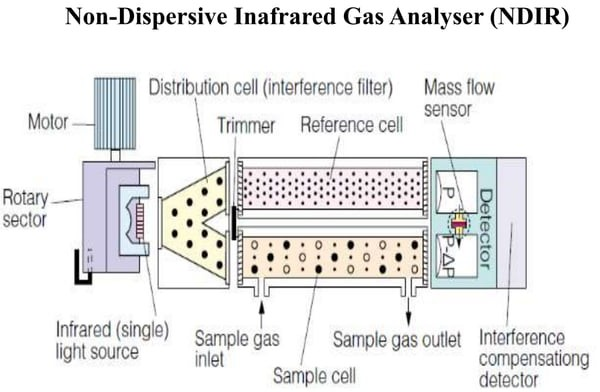 Non-Dispersive Inafrared Gas Analyser (NDIR)
Distribution cell (interference filter)
Mass flow
sensor
Motor
Trimmer
Reference cell
Rotary
sector
P
Detector
P-ΔP
Infrared (single)
light source
Sample gas
inlet
Sample cell
Sample gas outlet
Interference
compensationg
detector